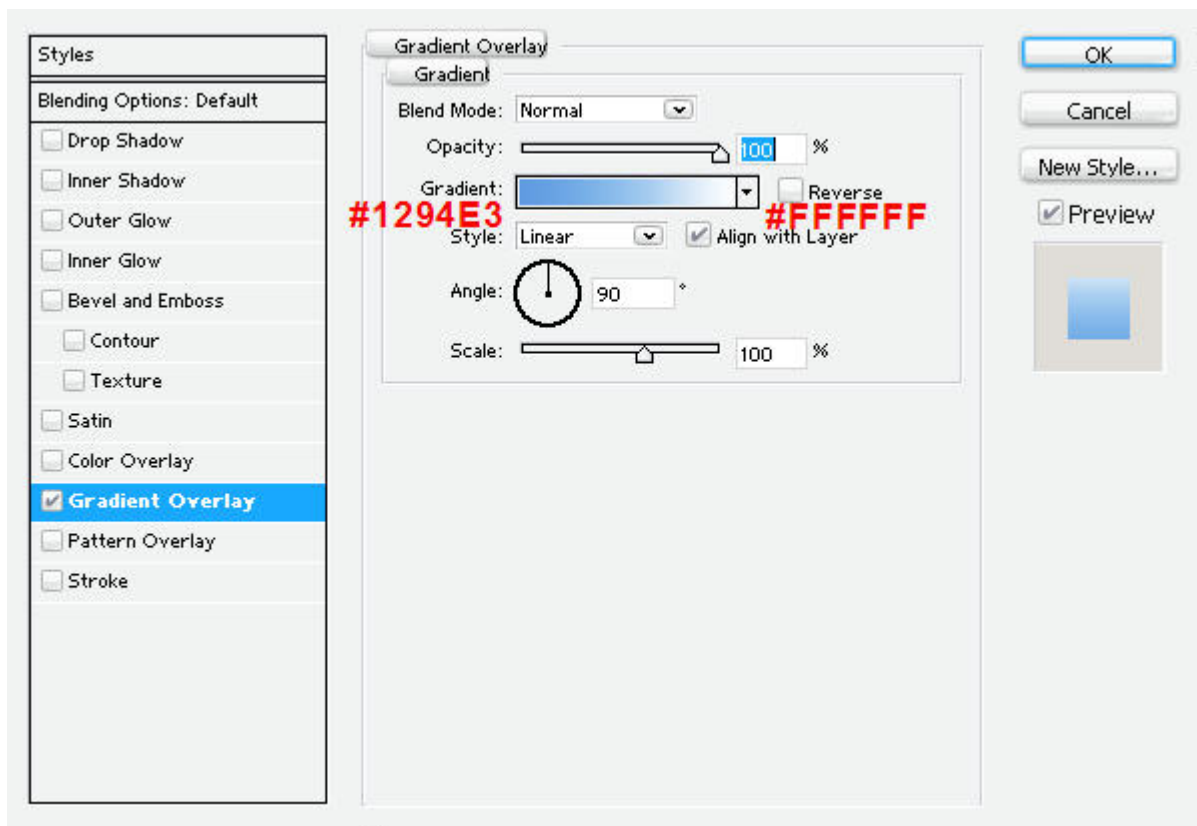 Styles
Blending Options: Default
Drop Shadow
Inner Shadow
Outer Glow
Inner Glow
Bevel and Emboss
Contour
Texture
Satin
Color Overlay
Gradient Overlay
Pattern Overlay
Stroke
Gradient Overlay
Gradient
Blend Mode: Normal
Opacity: 100 %
Gradient: Reverse
#1294E3 #FFFFFF
Style: Linear Align with Layer
Angle: 90 °
Scale: 100 %
OK
Cancel
New Style...
Preview